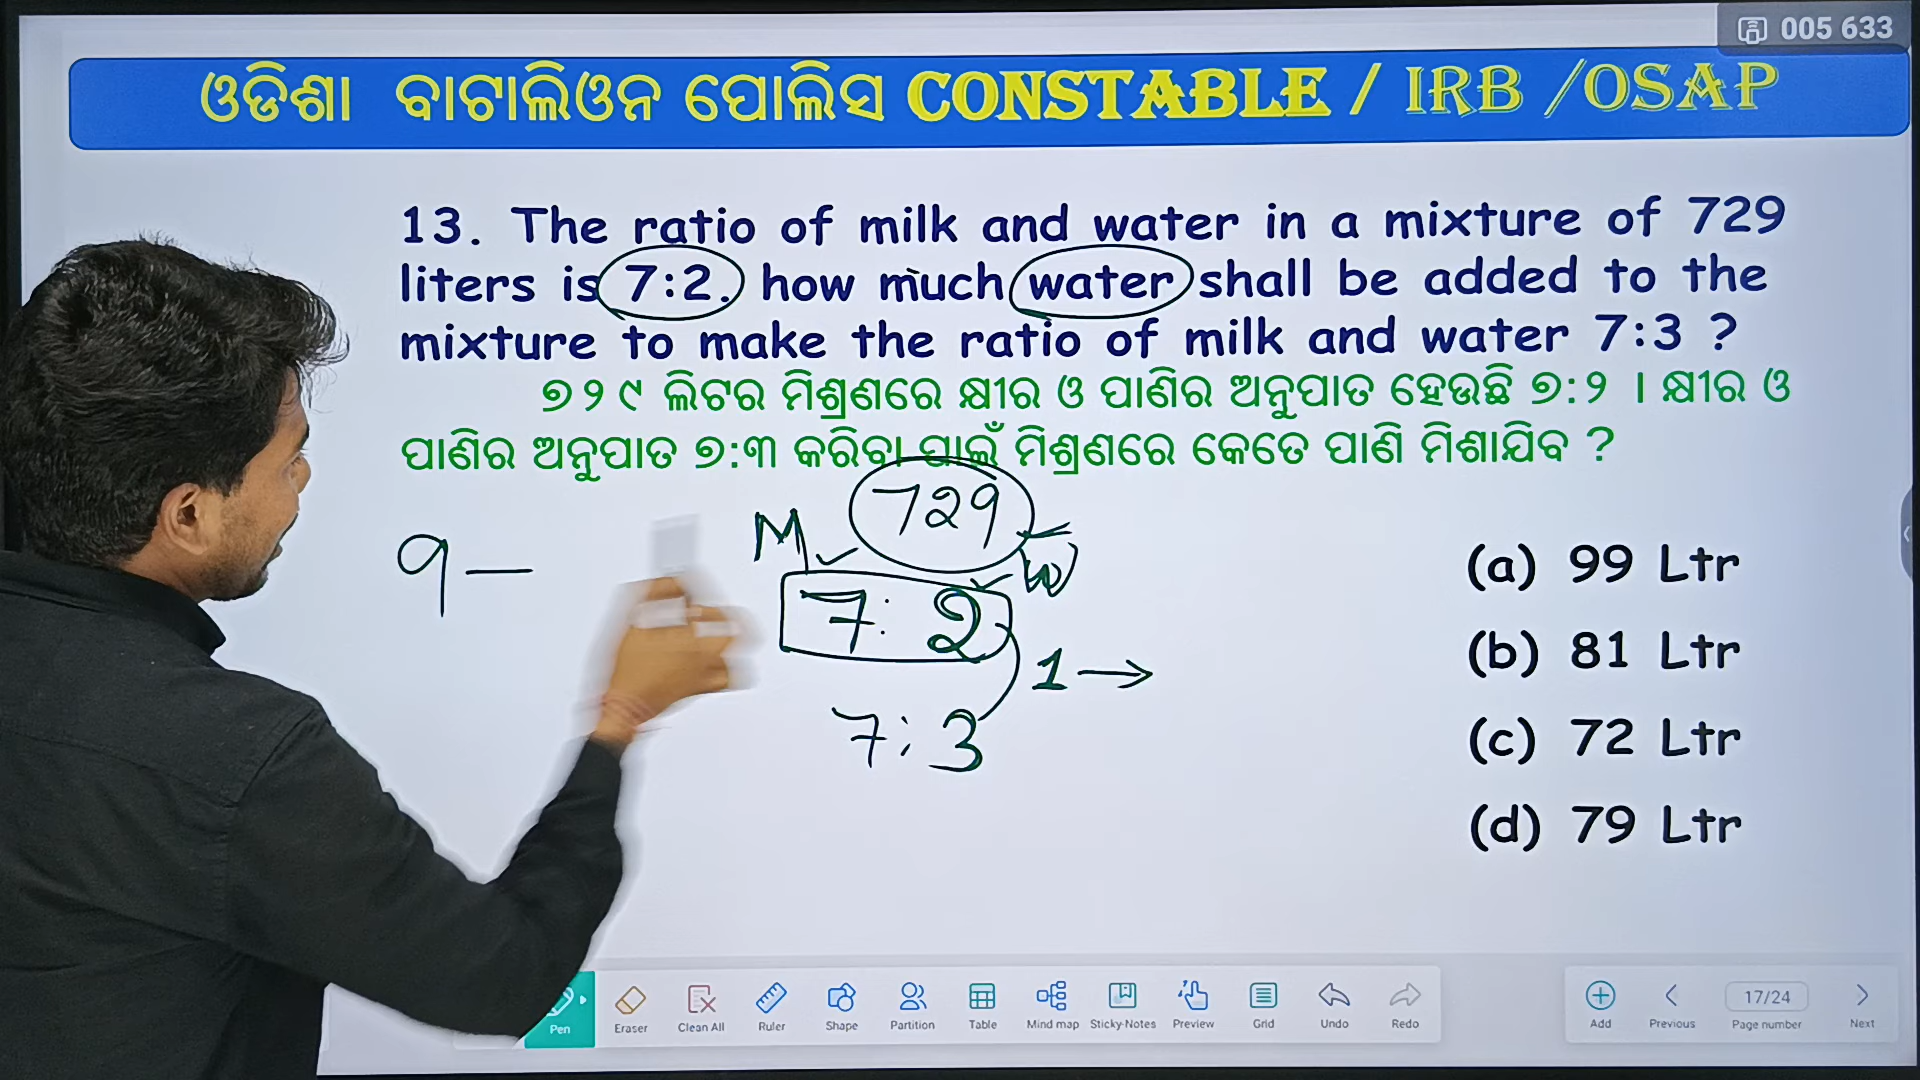 005 633
ଓଡିଶା ବାଟାଲିଓନ ପୋଲିସ CONSTABLE / IRB /OSAP
13. The ratio of milk and water in a mixture of 729
liters is 7:2. how much water shall be added to the
mixture to make the ratio of milk and water 7:3 ?
୭୨୯ ଲିଟର ମିଶ୍ରଣରେ କ୍ଷୀର ଓ ପାଣିର ଅନୁପାତ ହେଉଛି ୭:୨ । କ୍ଷୀର ଓ
ପାଣିର ଅନୁପାତ ୭:୩ କରିବା ପାଇଁ ମିଶ୍ରଣରେ କେତେ ପାଣି ମିଶାଯିବ ?
729
M W
9 —
7: 2
1 →
7: 3
(a) 99 Ltr
(b) 81 Ltr
(c) 72 Ltr
(d) 79 Ltr
Pen Eraser Clean All Ruler Shape Partition Table Mind map Sticky-Notes Preview Grid Undo Redo
Add Previous 17/24 Page number Next